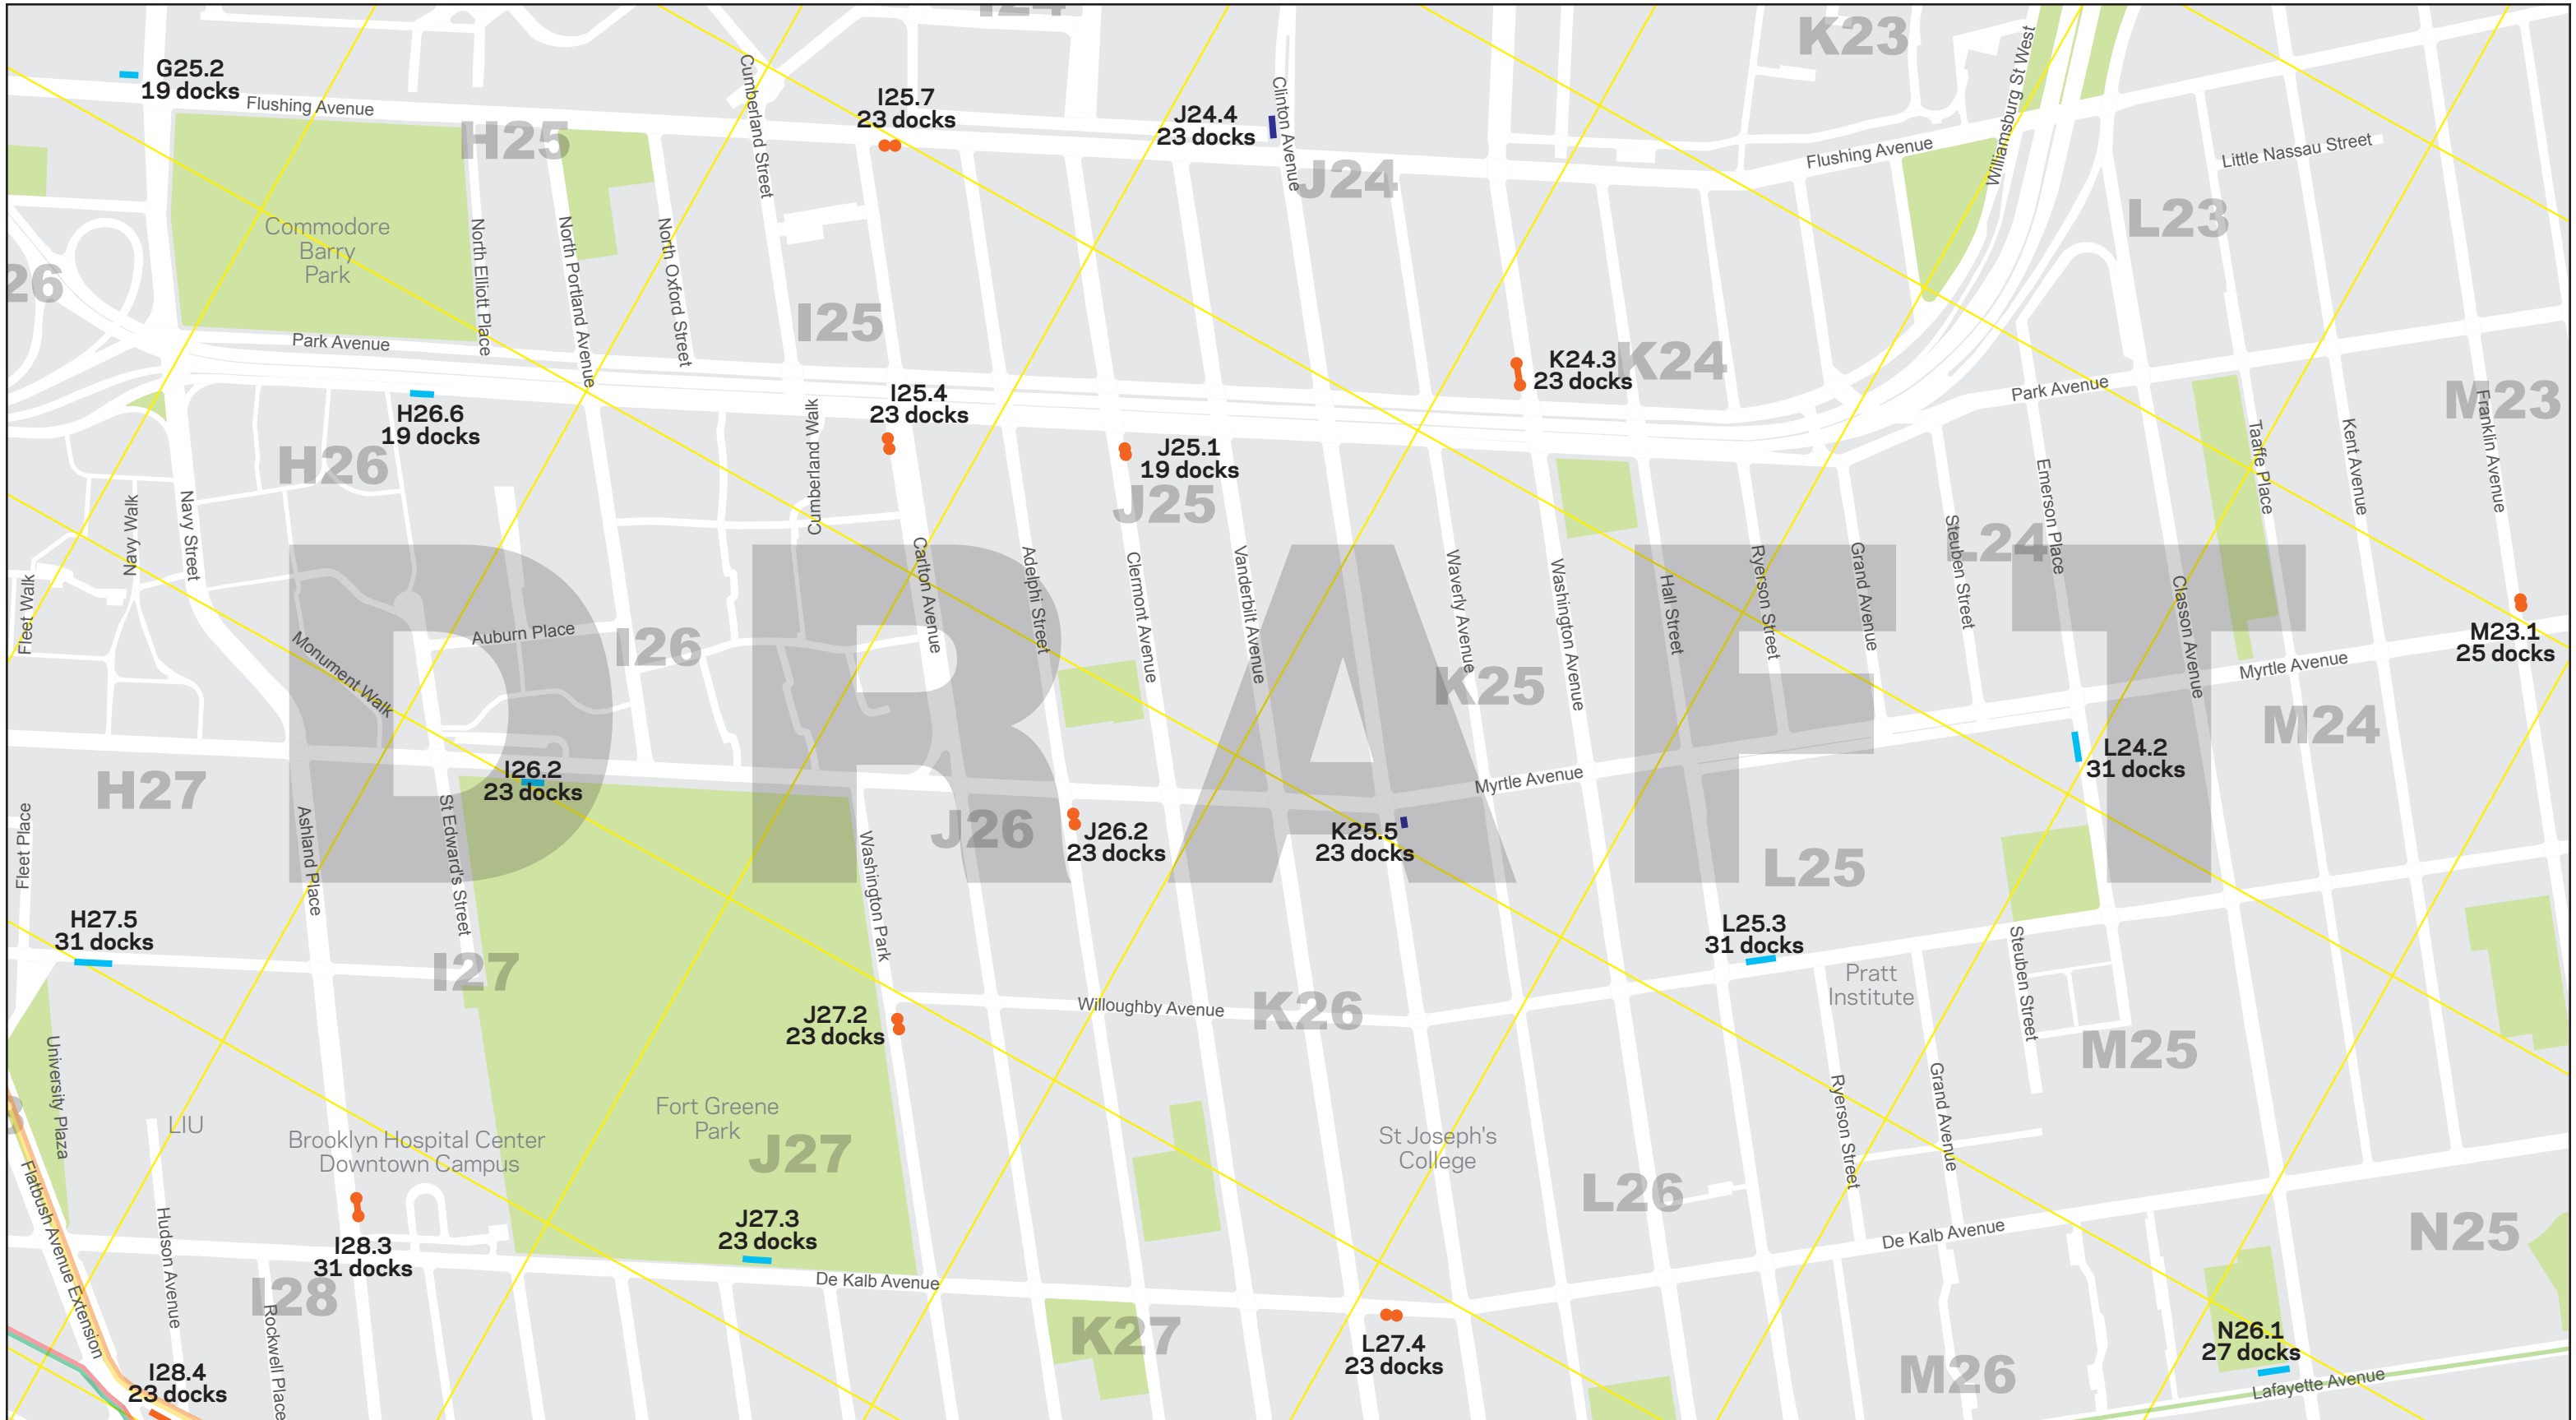 I24
K23
G25.2
19 docks
Flushing Avenue
H25
Cumberland Street
I25.7
23 docks
J24.4
23 docks
Clinton Avenue
J24
Flushing Avenue
Williamsburg St West
Little Nassau Street
L23
Commodore
Barry
Park
North Elliott Place
North Portland Avenue
North Oxford Street
26
I25
Park Avenue
H26.6
19 docks
H26
I25.4
23 docks
Cumberland Walk
J25.1
19 docks
J25
K24.3
23 docks
K24
Park Avenue
M23
Franklin Avenue
Taaffe Place
Kent Avenue
Navy Walk
Navy Street
Fleet Walk
Monument Walk
Auburn Place
I26
Carlton Avenue
Adelphi Street
Clermont Avenue
Vanderbilt Avenue
Waverly Avenue
K25
Washington Avenue
Hall Street
Ryerson Street
Grand Avenue
Steuben Street
L24
Emerson Place
Classon Avenue
Myrtle Avenue
M23.1
25 docks
DRAFT
M24
L24.2
31 docks
H27
I26.2
23 docks
Fleet Place
Ashland Place
St Edward's Street
Washington Park
J26
J26.2
23 docks
K25.5
23 docks
Myrtle Avenue
L25
H27.5
31 docks
I27
L25.3
31 docks
Pratt
Institute
Steuben Street
J27.2
23 docks
Willoughby Avenue
K26
M25
University Plaza
LIU
Brooklyn Hospital Center
Downtown Campus
Fort Greene
Park
J27
St Joseph's
College
Ryerson Street
Grand Avenue
L26
Flatbush Avenue Extension
Hudson Avenue
I28.3
31 docks
J27.3
23 docks
De Kalb Avenue
De Kalb Avenue
N25
I28
Rockwell Place
K27
L27.4
23 docks
M26
N26.1
27 docks
Lafayette Avenue
I28.4
23 docks